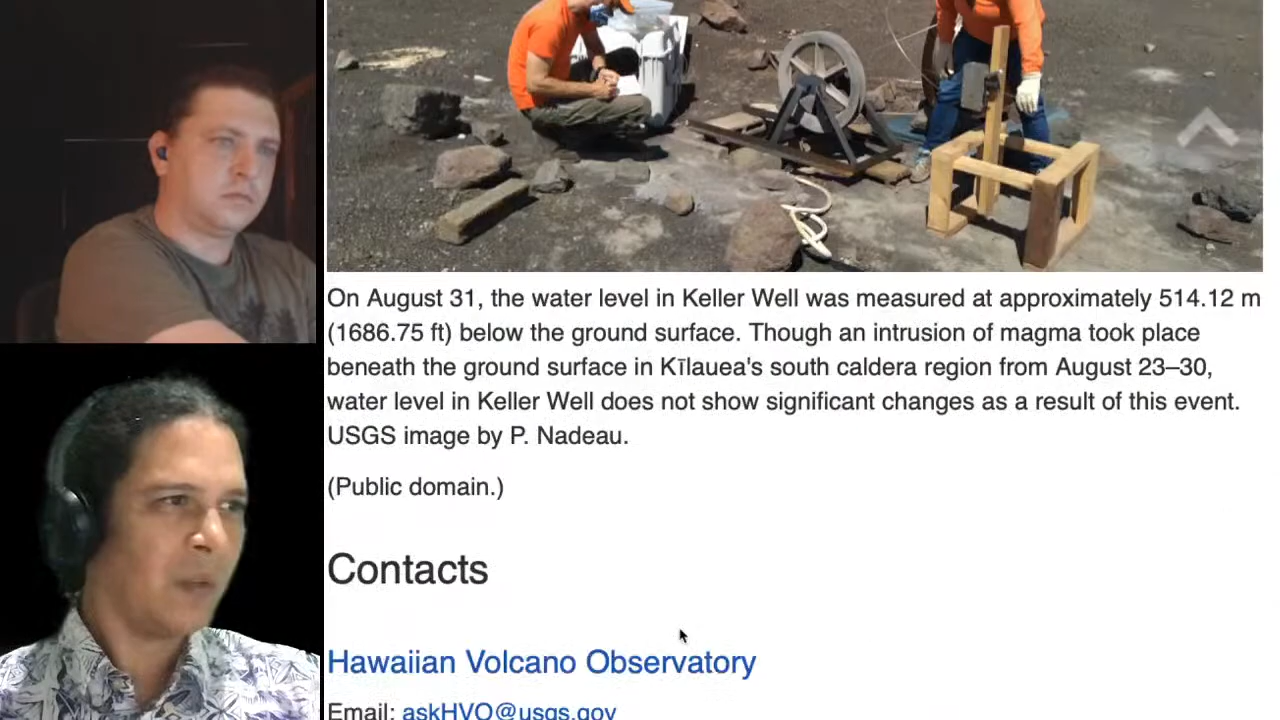 On August 31, the water level in Keller Well was measured at approximately 514.12 m
(1686.75 ft) below the ground surface. Though an intrusion of magma took place
beneath the ground surface in Kīlauea's south caldera region from August 23–30,
water level in Keller Well does not show significant changes as a result of this event.
USGS image by P. Nadeau.
(Public domain.)
Contacts
Hawaiian Volcano Observatory
Email: askHVO@usgs.gov